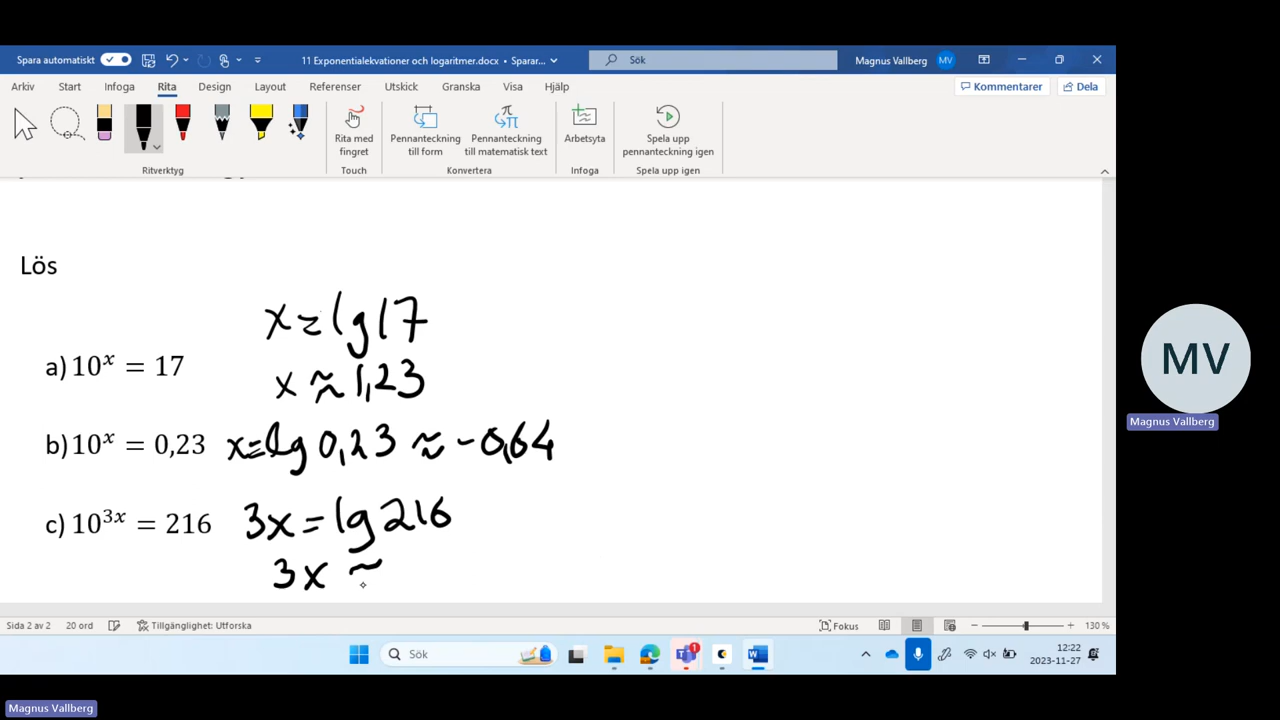 Spara automatiskt
11 Exponentialekvationer och logaritmer.docx • Sparar...
Sök
Magnus Vallberg MV
Arkiv Start Infoga Rita Design Layout Referenser Utskick Granska Visa Hjälp
Kommentarer Dela
Rita med fingret
Pennanteckning till form
Pennanteckning till matematisk text
Arbetsyta
Spela upp pennanteckning igen
Ritverktyg Touch Konvertera Infoga Spela upp igen
Lös
x = lg 17
a) 10ˣ = 17
x ≈ 1,23
b) 10ˣ = 0,23 x = lg 0,23 ≈ -0,64
c) 10³ˣ = 216 3x = lg 216
3x ≈
MV
Magnus Vallberg
Sida 2 av 2 20 ord Tillgänglighet: Utforska Fokus 130 %
Sök
1
12:22
2023-11-27
Magnus Vallberg